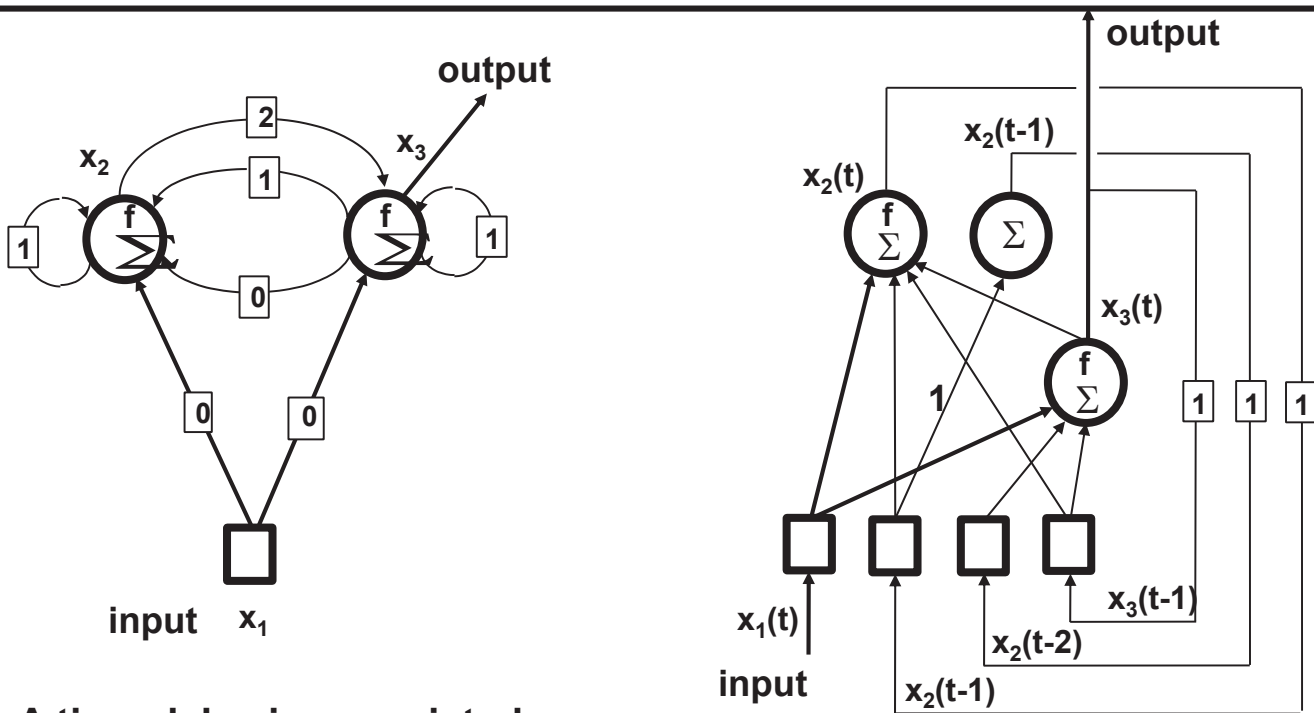 output
x2
x3
2
1
f
Σ
f
Σ
1
1
0
0
0
input
x1
output
x2(t-1)
x2(t)
f
Σ
Σ
x3(t)
f
Σ
1
1
1
1
x3(t-1)
x1(t)
x2(t-2)
input
x2(t-1)